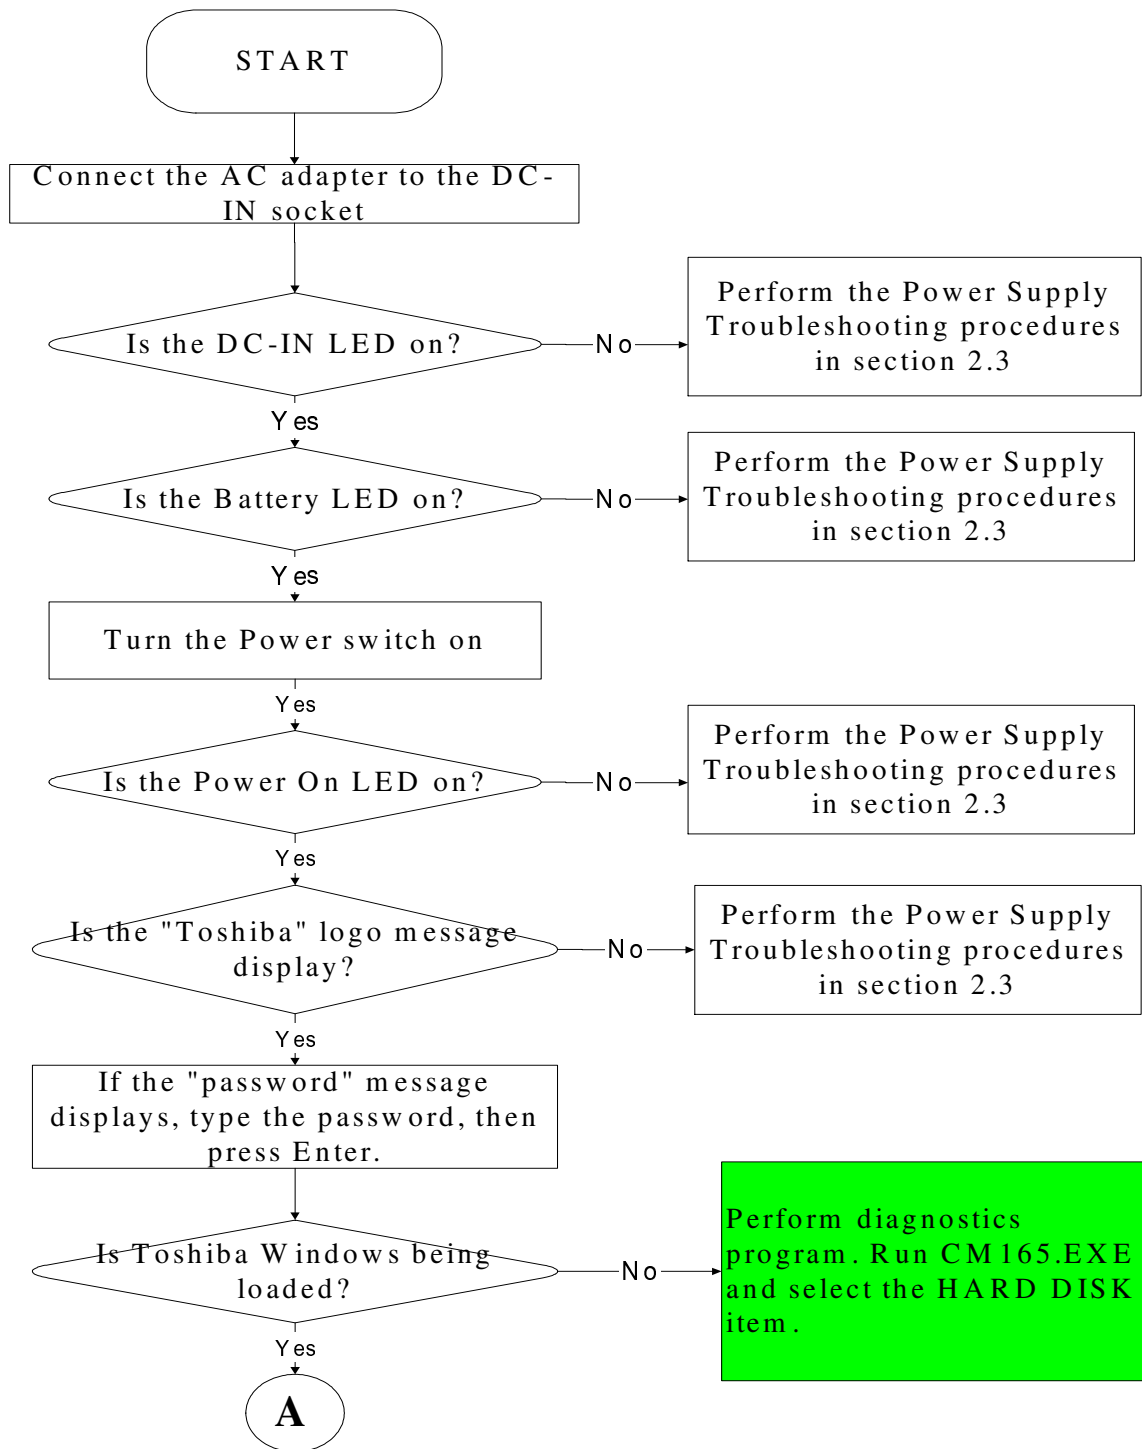 START
Connect the AC adapter to the DC-
IN socket
Is the DC-IN LED on?
No
Perform the Power Supply
Troubleshooting procedures
in section 2.3
Yes
Is the Battery LED on?
No
Perform the Power Supply
Troubleshooting procedures
in section 2.3
Yes
Turn the Power switch on
Yes
Is the Power On LED on?
No
Perform the Power Supply
Troubleshooting procedures
in section 2.3
Yes
Is the "Toshiba" logo message
display?
No
Perform the Power Supply
Troubleshooting procedures
in section 2.3
Yes
If the "password" message
displays, type the password, then
press Enter.
Is Toshiba Windows being
loaded?
No
Perform diagnostics
program. Run CM165.EXE
and select the HARD DISK
item.
Yes
A